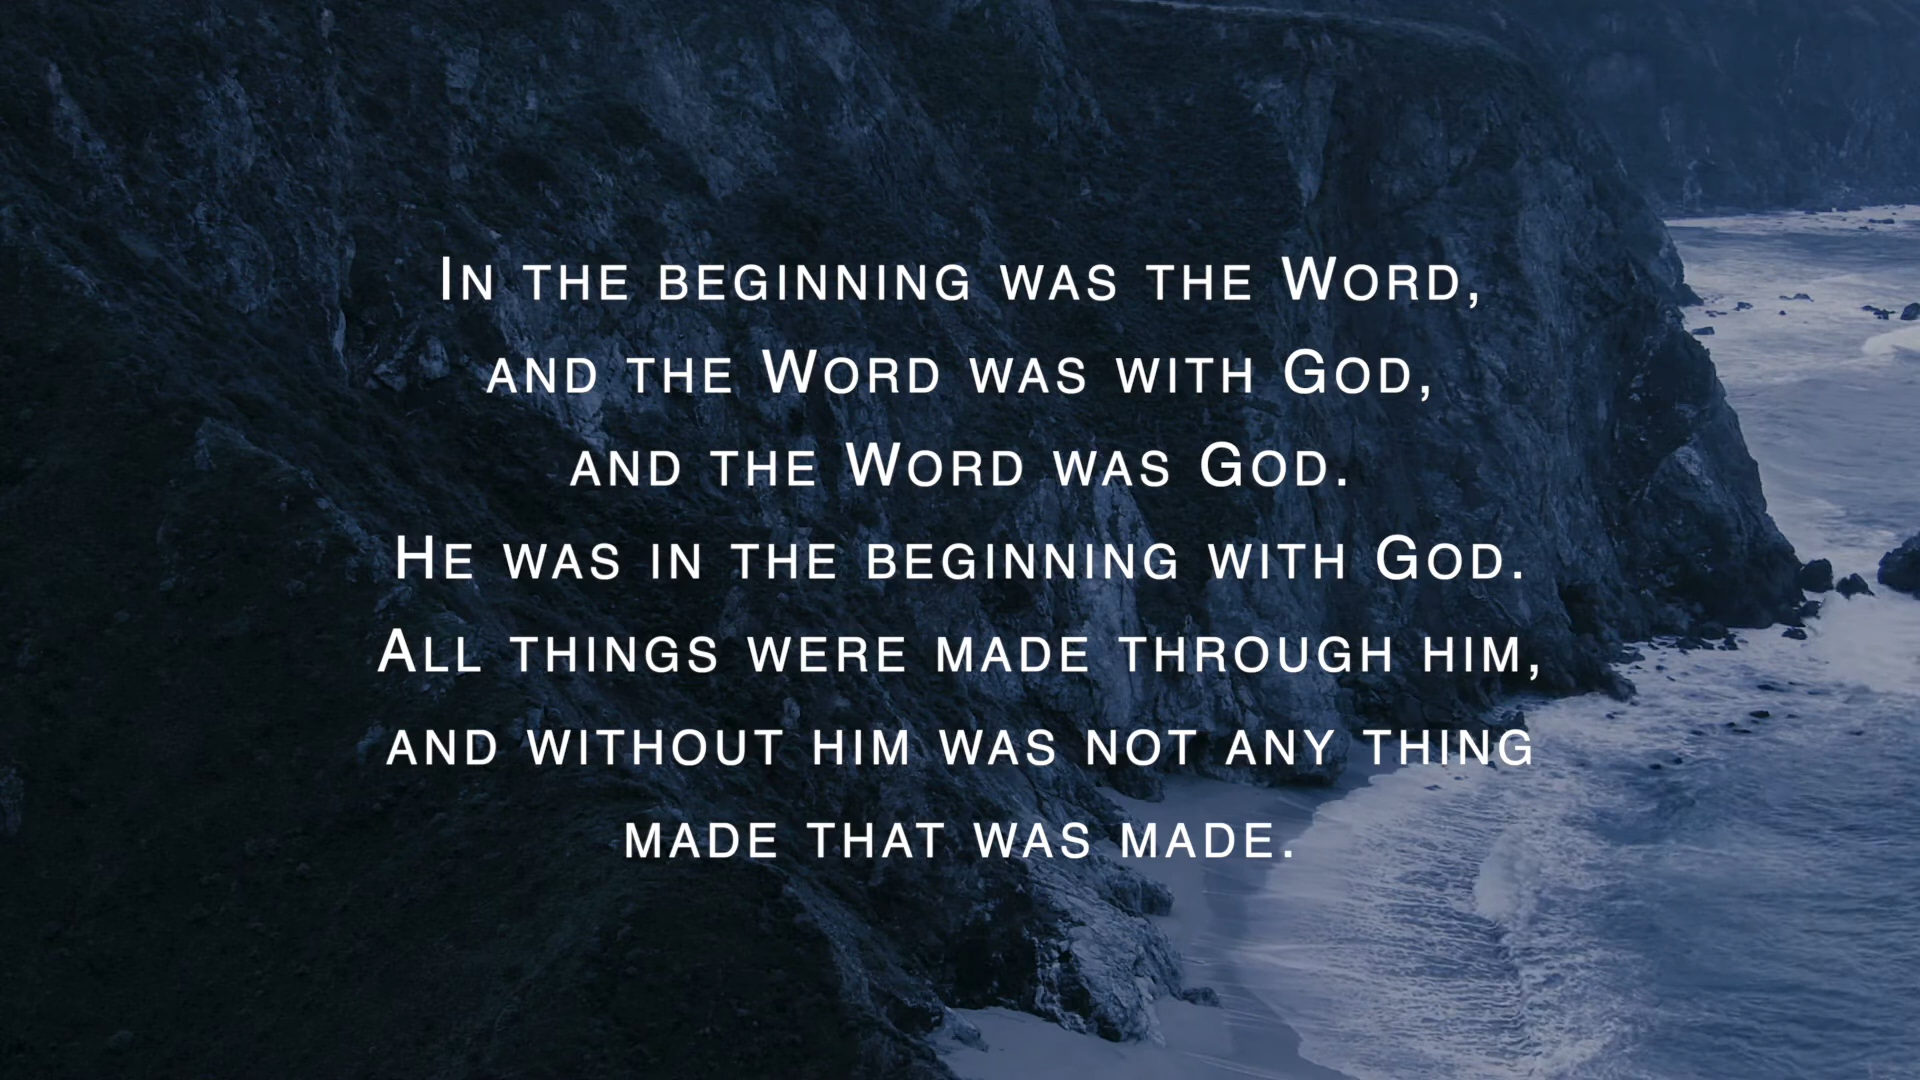 In the beginning was the Word,
and the Word was with God,
and the Word was God.
He was in the beginning with God.
All things were made through him,
and without him was not any thing
made that was made.